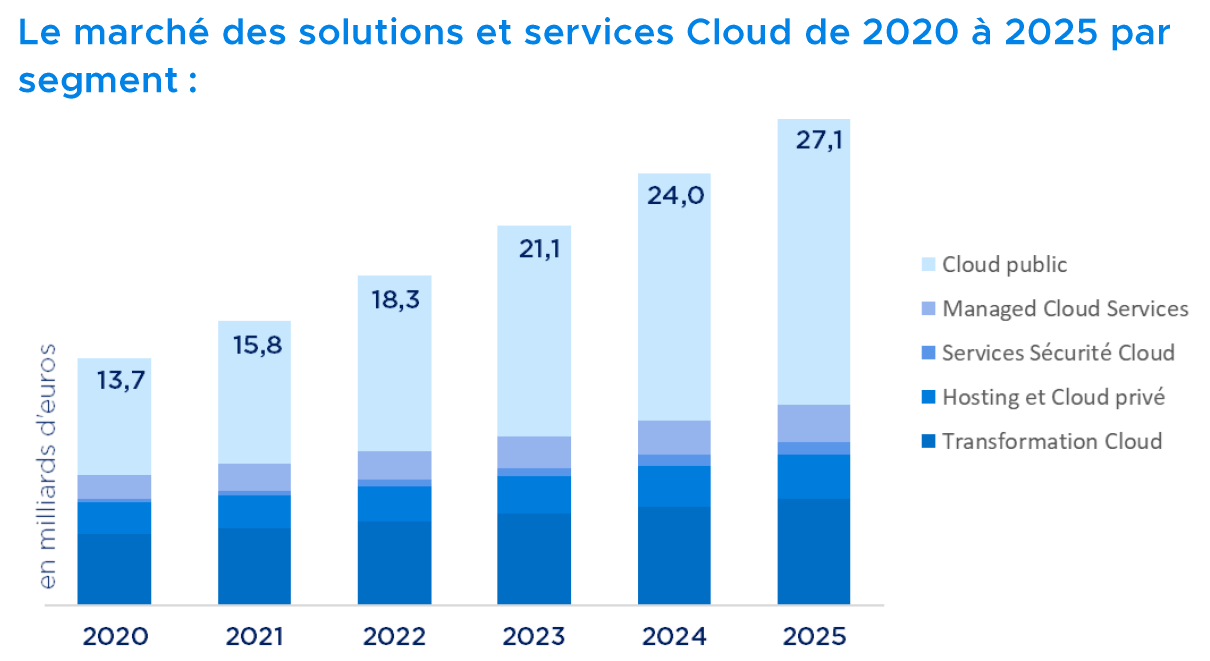 Le marché des solutions et services Cloud de 2020 à 2025 par
segment :
en milliards d'euros
13,7
15,8
18,3
21,1
24,0
27,1
2020
2021
2022
2023
2024
2025
Cloud public
Managed Cloud Services
Services Sécurité Cloud
Hosting et Cloud privé
Transformation Cloud